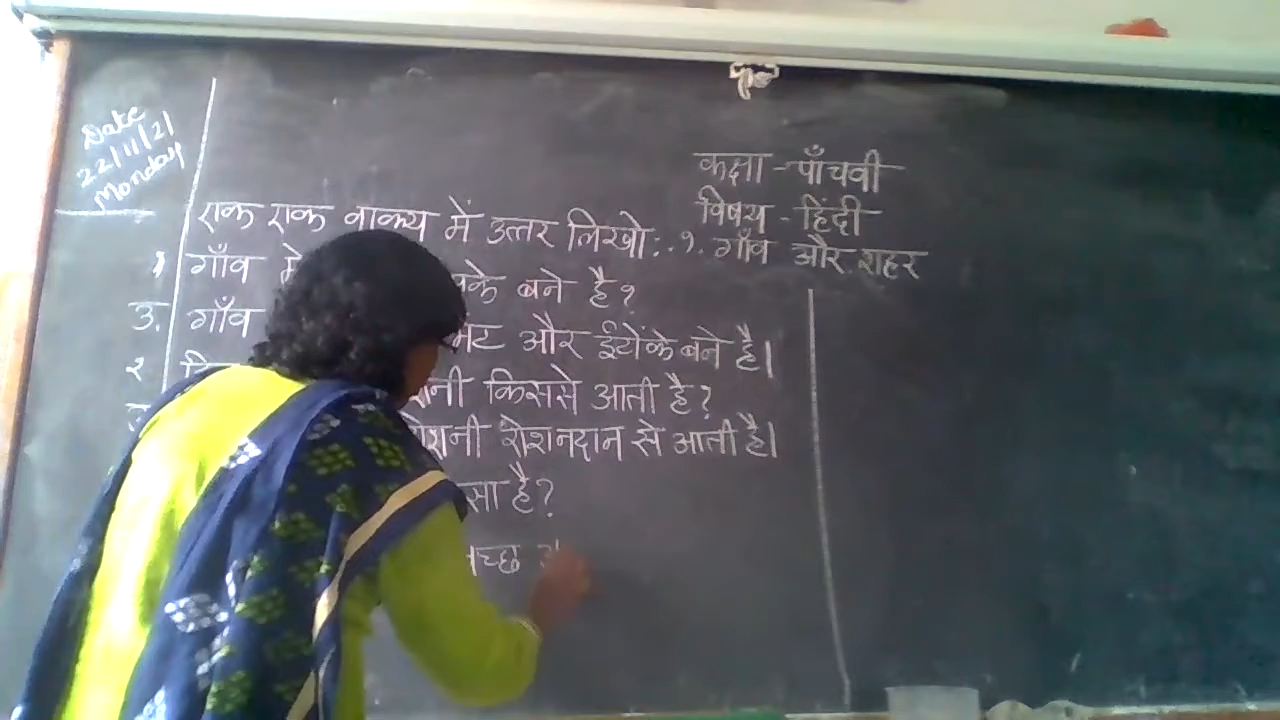 Date
22/11/21
Monday
कक्षा - पाँचवी
विषय - हिंदी
१. गाँव और शहर
एक एक वाक्य में उत्तर लिखो:.
१ गाँव में के बने है?
उ. गाँव और ईंटोंके बने है।
२ किससे आती है?
रोशनी रोशनदान से आती है।
सा है?